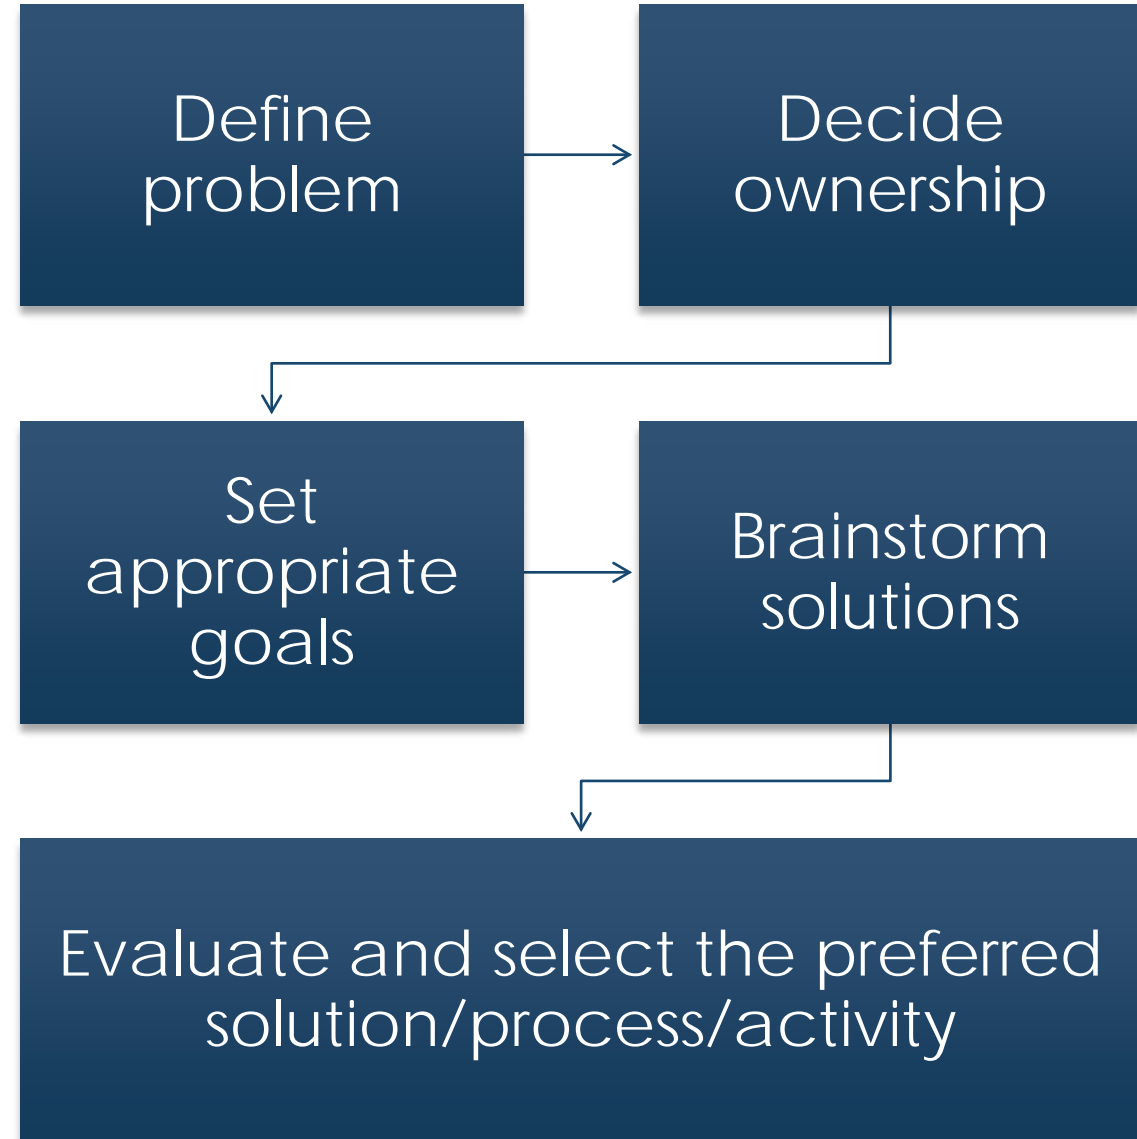 Define
problem
Decide
ownership
Set
appropriate
goals
Brainstorm
solutions
Evaluate and select the preferred
solution/process/activity